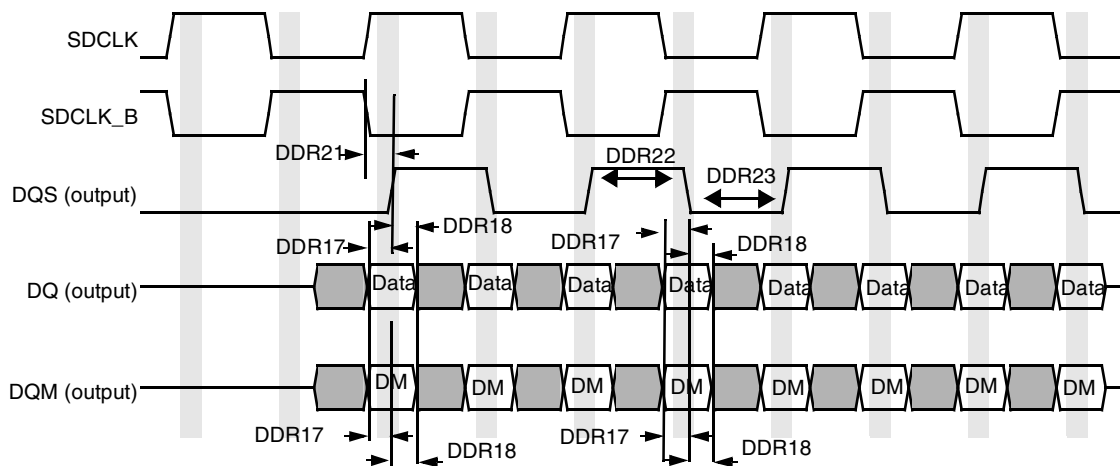 SDCLK
SDCLK_B
DDR21
DDR22
DDR23
DQS (output)
DDR18
DDR17
DDR17
DDR18
DQ (output)
Data Data Data Data Data Data Data Data
DQM (output)
DM DM DM DM DM DM DM DM
DDR17
DDR18
DDR17
DDR18